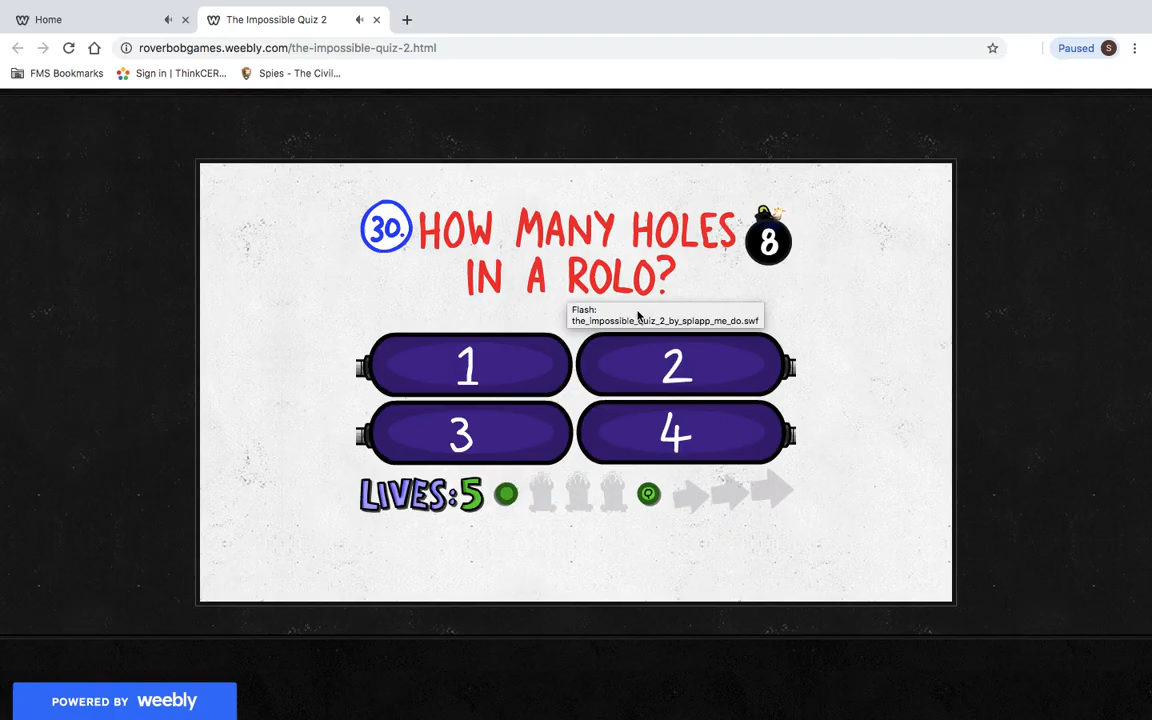 Home
The Impossible Quiz 2
roverbobgames.weebly.com/the-impossible-quiz-2.html
Paused S
FMS Bookmarks
Sign in | ThinkCER...
Spies - The Civil...
30. HOW MANY HOLES 8
IN A ROLO?
Flash:
the_impossible_quiz_2_by_splapp_me_do.swf
1 2
3 4
LIVES: 5
POWERED BY weebly